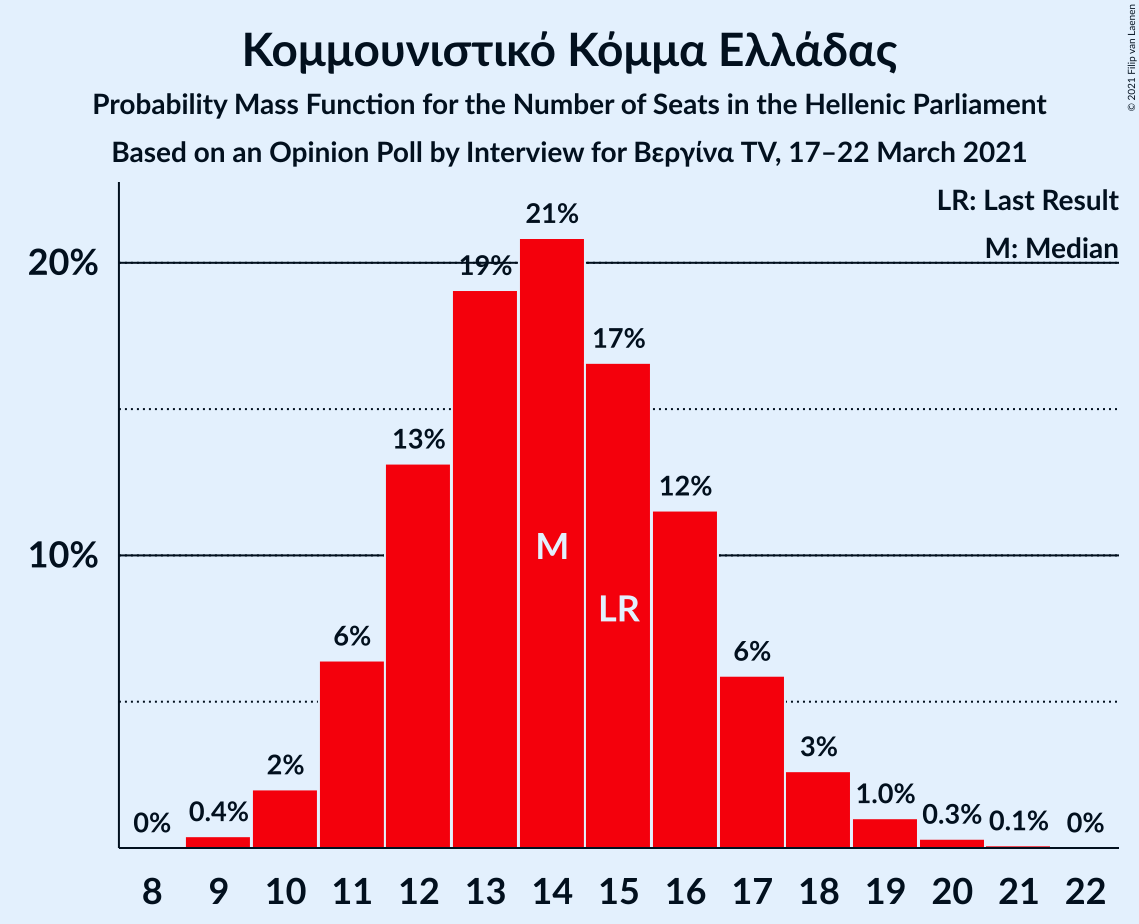 Κομμουνιστικό Κόμμα Ελλάδας
Probability Mass Function for the Number of Seats in the Hellenic Parliament
Based on an Opinion Poll by Interview for Βεργίνα TV, 17–22 March 2021
© 2021 Filip van Laenen
LR: Last Result
M: Median
20%
10%
0%
0.4%
2%
6%
13%
19%
21%
17%
12%
6%
3%
1.0%
0.3%
0.1%
0%
M
LR
8 9 10 11 12 13 14 15 16 17 18 19 20 21 22